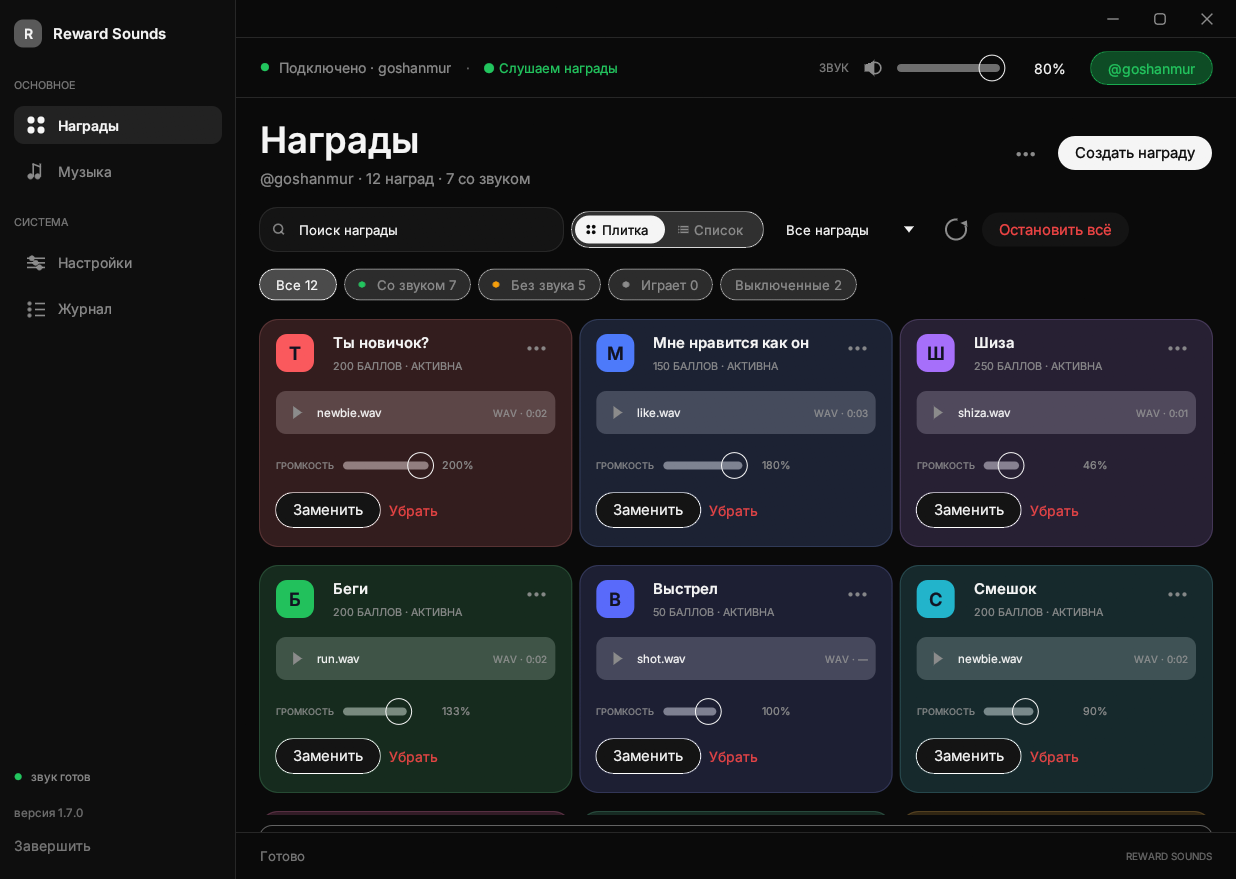 R Reward Sounds
ОСНОВНОЕ
Награды
Музыка
СИСТЕМА
Настройки
Журнал
звук готов
версия 1.7.0
Завершить
Подключено · goshanmur · Слушаем награды
ЗВУК 80% @goshanmur
Награды
@goshanmur · 12 наград · 7 со звуком
Создать награду
Поиск награды Плитка Список Все награды Остановить всё
Все 12 Со звуком 7 Без звука 5 Играет 0 Выключенные 2
Т Ты новичок?
200 БАЛЛОВ · АКТИВНА
newbie.wav WAV · 0:02
ГРОМКОСТЬ 200%
Заменить Убрать
М Мне нравится как он
150 БАЛЛОВ · АКТИВНА
like.wav WAV · 0:03
ГРОМКОСТЬ 180%
Заменить Убрать
Ш Шиза
250 БАЛЛОВ · АКТИВНА
shiza.wav WAV · 0:01
ГРОМКОСТЬ 46%
Заменить Убрать
Б Беги
200 БАЛЛОВ · АКТИВНА
run.wav WAV · 0:02
ГРОМКОСТЬ 133%
Заменить Убрать
В Выстрел
50 БАЛЛОВ · АКТИВНА
shot.wav WAV · —
ГРОМКОСТЬ 100%
Заменить Убрать
С Смешок
200 БАЛЛОВ · АКТИВНА
newbie.wav WAV · 0:02
ГРОМКОСТЬ 90%
Заменить Убрать
Готово
REWARD SOUNDS